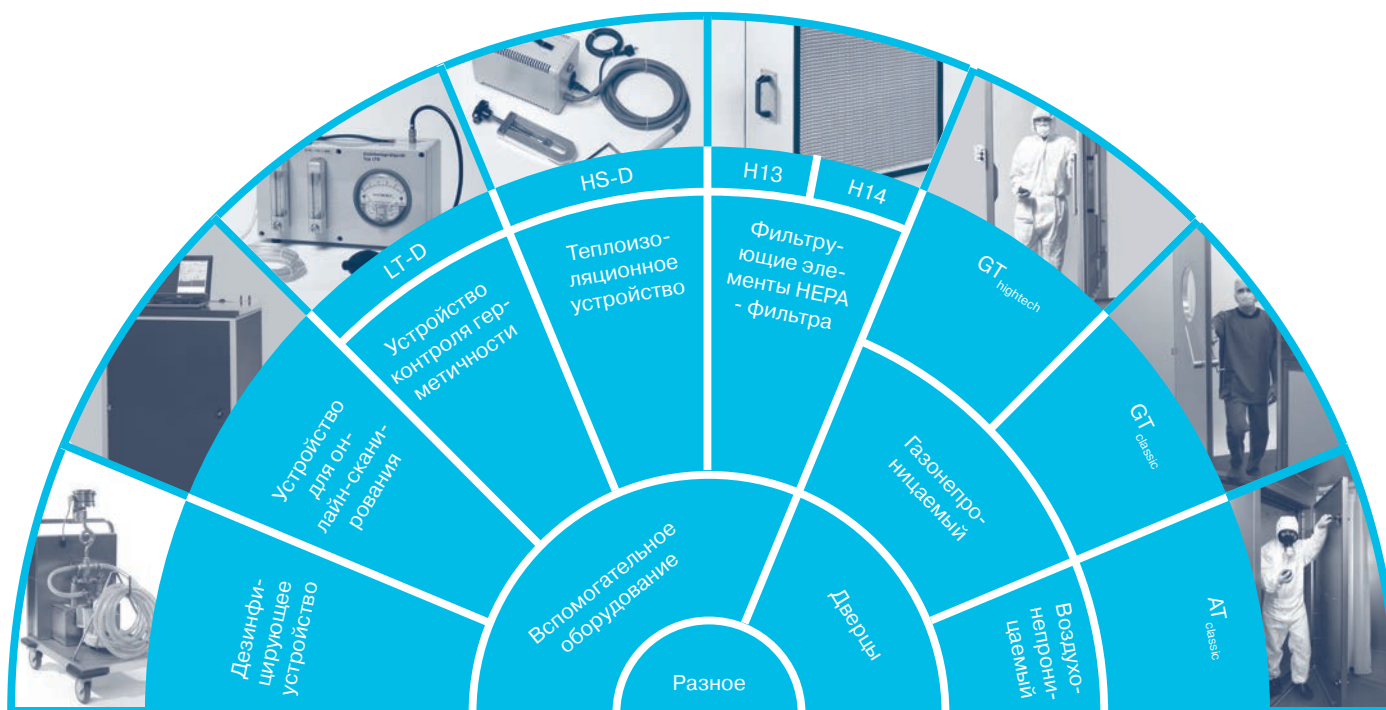 Дезинфи-
цирующее
устройство
Устройство
для он-
лайн-скани-
рования
LT-D
Устройство
контроля гер-
метичности
HS-D
Теплоизо-
ляционное
устройство
H13
H14
Фильтру-
ющие эле-
менты HEPA
- фильтра
GT hightech
GT classic
Газонепро-
ницаемый
AT classic
Воздухо-
непрони-
цаемый
Вспомогательное
оборудование
Дверцы
Разное